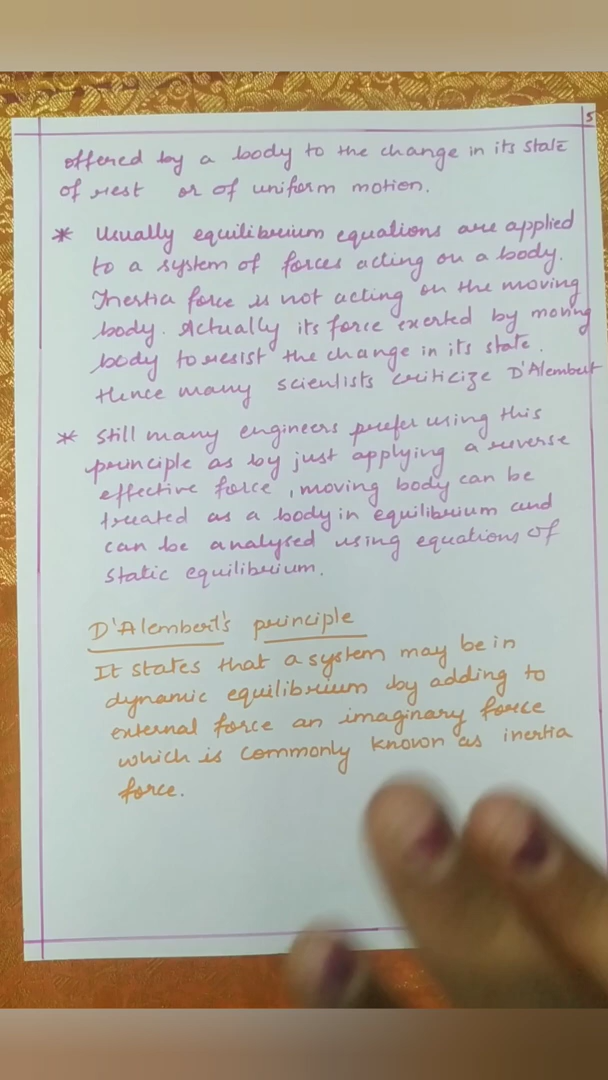 5
offered by a body to the change in its state
of rest or of uniform motion.
* Usually equilibrium equations are applied
to a system of forces acting on a body.
Inertia force is not acting on the moving
body. Actually its force exerted by moving
body to resist the change in its state.
Hence many scientists criticize D'Alembert
* Still many engineers prefer using this
principle as by just applying a reverse
effective force, moving body can be
treated as a body in equilibrium and
can be analysed using equations of
static equilibrium.
D'Alembert's principle
It states that a system may be in
dynamic equilibrium by adding to
external force an imaginary force
which is commonly known as inertia
force.